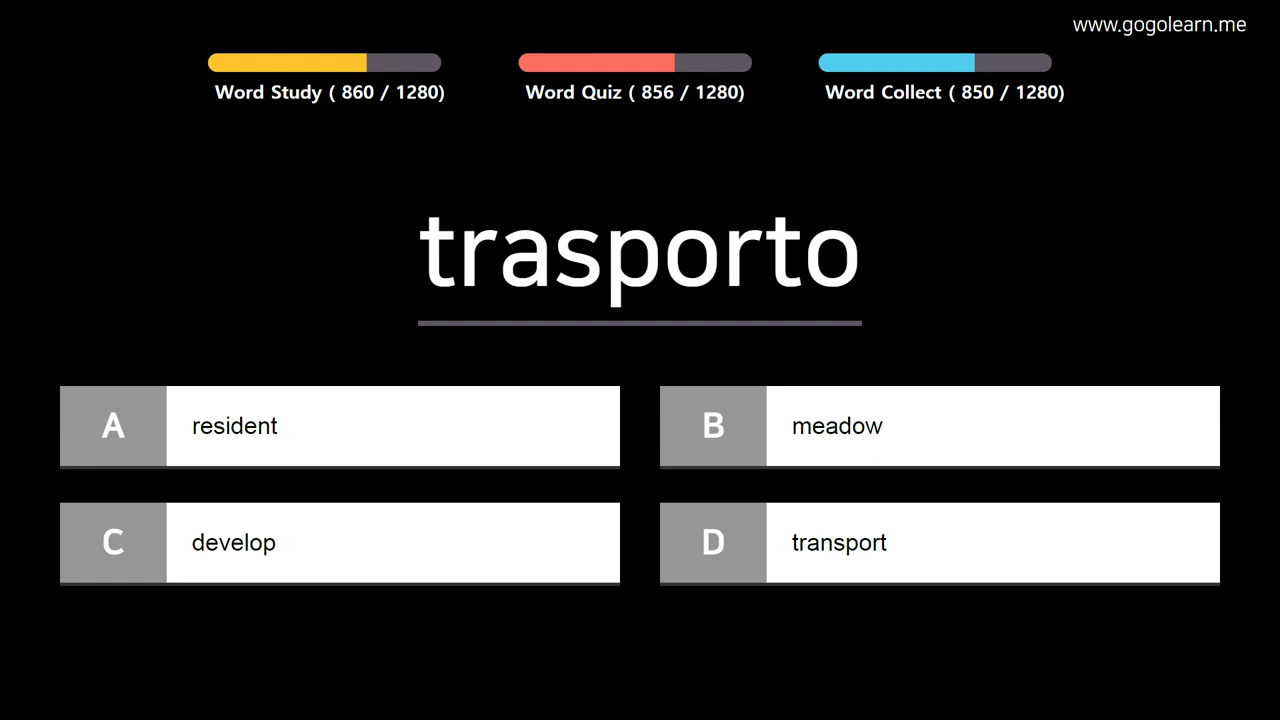 www.gogolearn.me
Word Study ( 860 / 1280)
Word Quiz ( 856 / 1280)
Word Collect ( 850 / 1280)
trasporto
A
resident
B
meadow
C
develop
D
transport